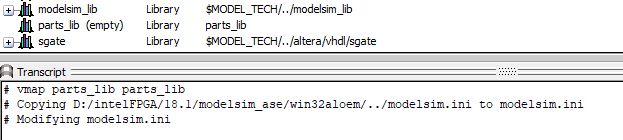 modelsim_lib Library $MODEL_TECH/../modelsim_lib
parts_lib (empty) Library parts_lib
sgate Library $MODEL_TECH/../altera/vhdl/sgate
Transcript
# vmap parts_lib parts_lib
# Copying D:/intelFPGA/18.1/modelsim_ase/win32aloem/../modelsim.ini to modelsim.ini
# Modifying modelsim.ini